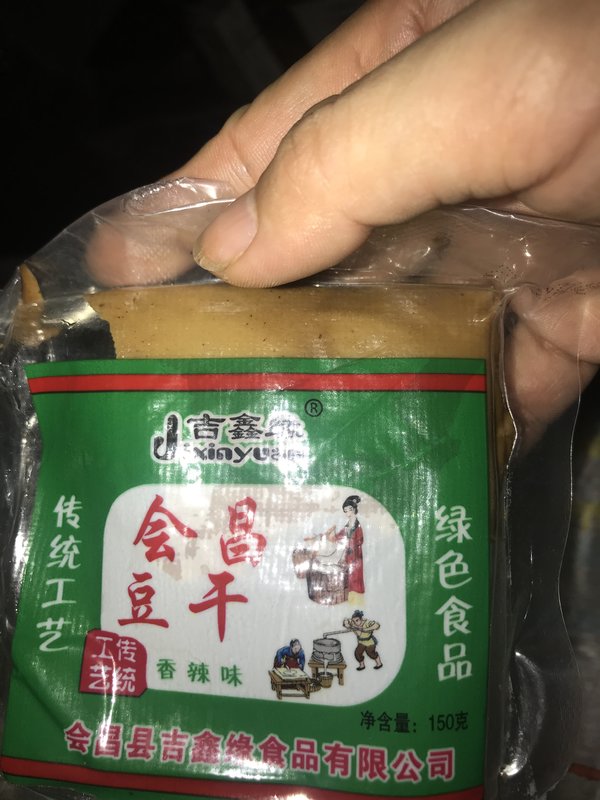 吉鑫缘®
Jixinyuan
传统工艺
会昌
豆干
绿色食品
传统
工艺
香辣味
净含量：150克
会昌县吉鑫缘食品有限公司